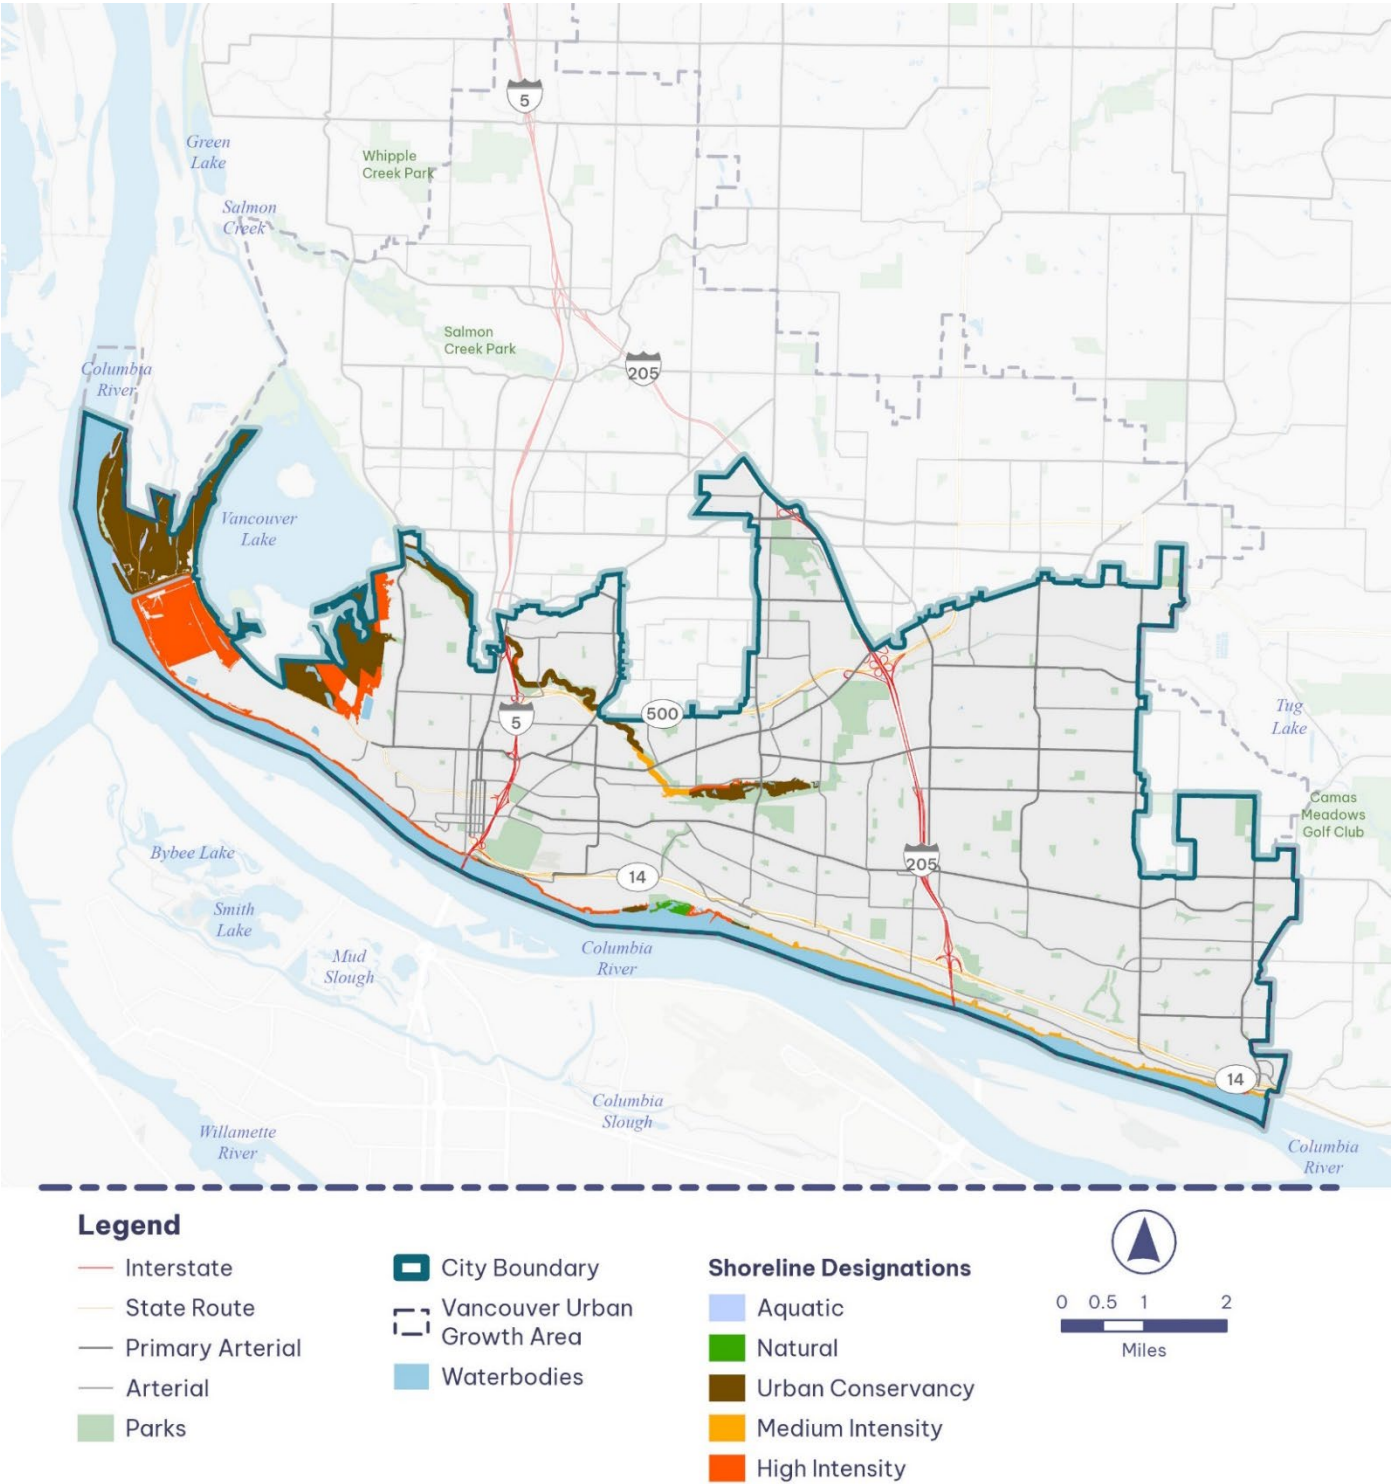 5
Green
Lake
Whipple
Creek Park
Salmon
Creek
Salmon
Creek Park
205
Columbia
River
Vancouver
Lake
500
5
Tug
Lake
Camas
Meadows
Golf Club
Bybee Lake
205
14
Smith
Lake
Mud
Slough
Columbia
River
14
Columbia
Slough
Willamette
River
Columbia
River
Legend
Interstate
State Route
Primary Arterial
Arterial
Parks
City Boundary
Vancouver Urban
Growth Area
Waterbodies
Shoreline Designations
Aquatic
Natural
Urban Conservancy
Medium Intensity
High Intensity
0 0.5 1 2
Miles